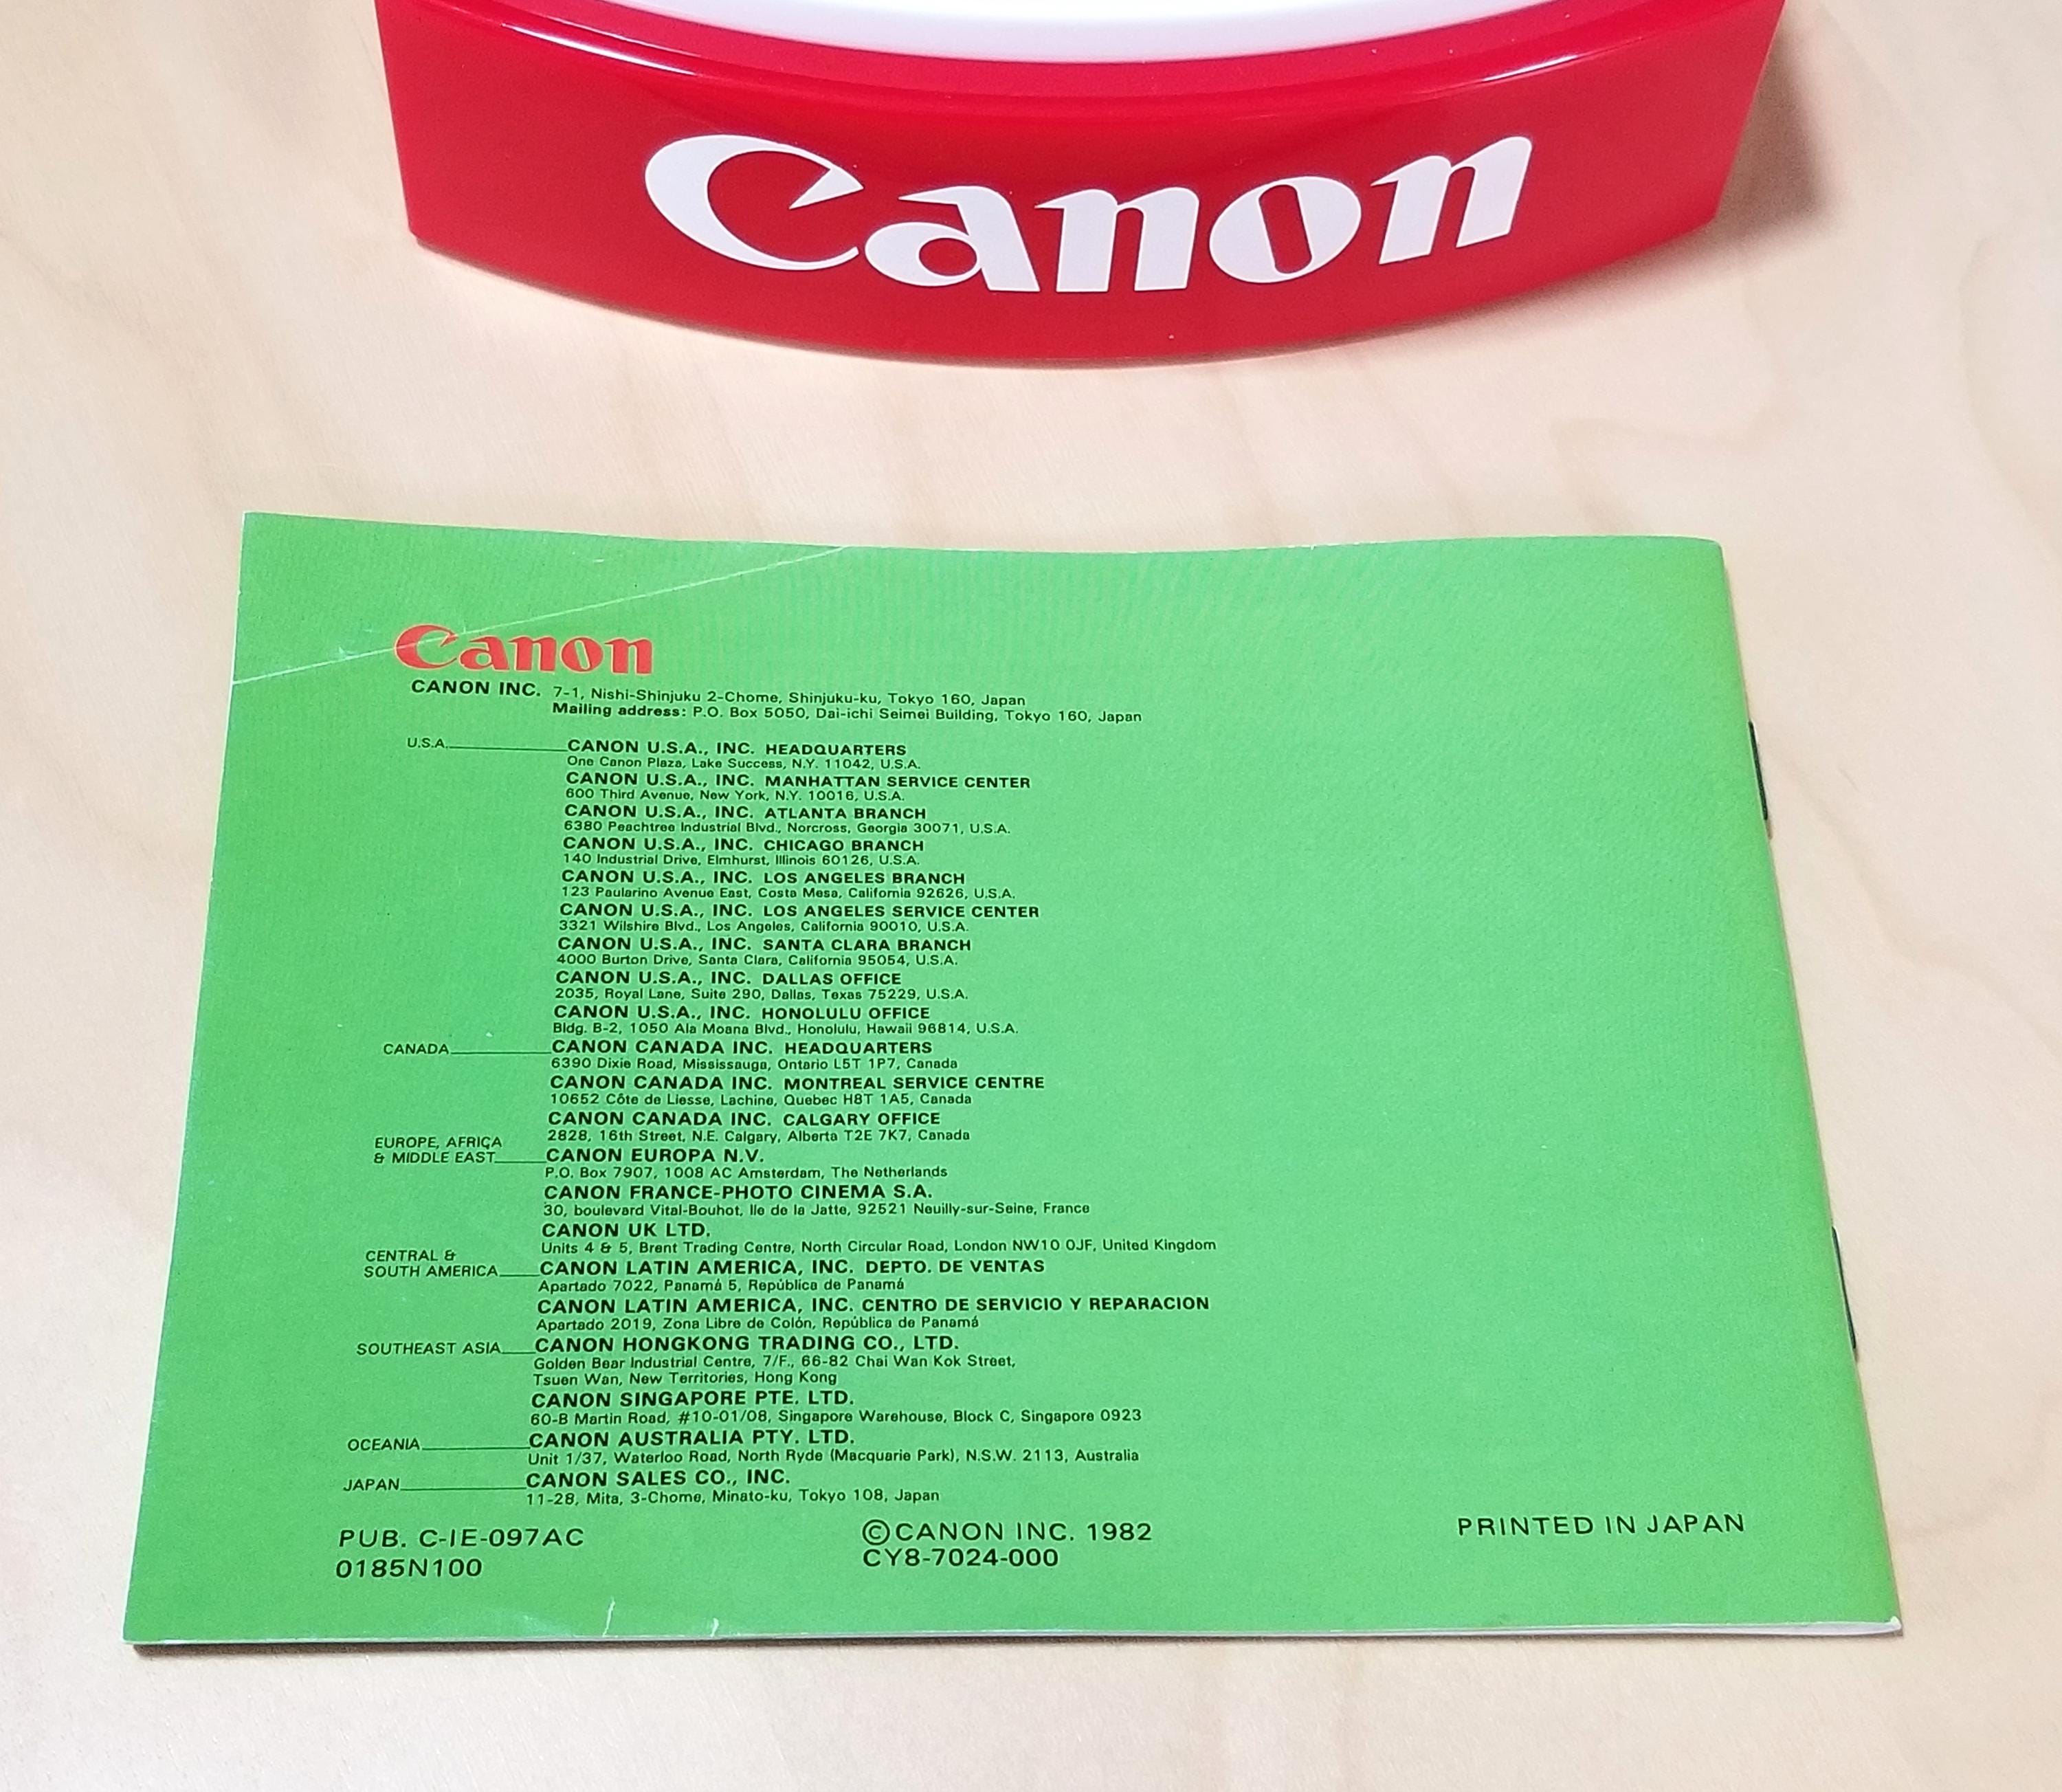 Canon
Canon
CANON INC. 7-1, Nishi-Shinjuku 2-Chome, Shinjuku-ku, Tokyo 160, Japan
Mailing address: P.O. Box 5050, Dai-ichi Seimei Building, Tokyo 160, Japan
U.S.A. CANON U.S.A., INC. HEADQUARTERS
One Canon Plaza, Lake Success, N.Y. 11042, U.S.A.
CANON U.S.A., INC. MANHATTAN SERVICE CENTER
600 Third Avenue, New York, N.Y. 10016, U.S.A.
CANON U.S.A., INC. ATLANTA BRANCH
6380 Peachtree Industrial Blvd., Norcross, Georgia 30071, U.S.A.
CANON U.S.A., INC. CHICAGO BRANCH
140 Industrial Drive, Elmhurst, Illinois 60126, U.S.A.
CANON U.S.A., INC. LOS ANGELES BRANCH
123 Paularino Avenue East, Costa Mesa, California 92626, U.S.A.
CANON U.S.A., INC. LOS ANGELES SERVICE CENTER
3321 Wilshire Blvd., Los Angeles, California 90010, U.S.A.
CANON U.S.A., INC. SANTA CLARA BRANCH
4000 Burton Drive, Santa Clara, California 95054, U.S.A.
CANON U.S.A., INC. DALLAS OFFICE
2035, Royal Lane, Suite 290, Dallas, Texas 75229, U.S.A.
CANON U.S.A., INC. HONOLULU OFFICE
Bldg. B-2, 1050 Ala Moana Blvd., Honolulu, Hawaii 96814, U.S.A.
CANADA CANON CANADA INC. HEADQUARTERS
6390 Dixie Road, Mississauga, Ontario L5T 1P7, Canada
CANON CANADA INC. MONTREAL SERVICE CENTRE
10652 Côte de Liesse, Lachine, Quebec H8T 1A5, Canada
CANON CANADA INC. CALGARY OFFICE
2828, 16th Street, N.E. Calgary, Alberta T2E 7K7, Canada
EUROPE, AFRICA
& MIDDLE EAST CANON EUROPA N.V.
P.O. Box 7907, 1008 AC Amsterdam, The Netherlands
CANON FRANCE-PHOTO CINEMA S.A.
30, boulevard Vital-Bouhot, Ile de la Jatte, 92521 Neuilly-sur-Seine, France
CANON UK LTD.
Units 4 & 5, Brent Trading Centre, North Circular Road, London NW10 0JF, United Kingdom
CENTRAL &
SOUTH AMERICA CANON LATIN AMERICA, INC. DEPTO. DE VENTAS
Apartado 7022, Panamá 5, República de Panamá
CANON LATIN AMERICA, INC. CENTRO DE SERVICIO Y REPARACION
Apartado 2019, Zona Libre de Colón, República de Panamá
SOUTHEAST ASIA CANON HONGKONG TRADING CO., LTD.
Golden Bear Industrial Centre, 7/F., 66-82 Chai Wan Kok Street,
Tsuen Wan, New Territories, Hong Kong
CANON SINGAPORE PTE. LTD.
60-B Martin Road, #10-01/08, Singapore Warehouse, Block C, Singapore 0923
OCEANIA CANON AUSTRALIA PTY. LTD.
Unit 1/37, Waterloo Road, North Ryde (Macquarie Park), N.S.W. 2113, Australia
JAPAN CANON SALES CO., INC.
11-28, Mita, 3-Chome, Minato-ku, Tokyo 108, Japan
PUB. C-IE-097AC
0185N100
©CANON INC. 1982
CY8-7024-000
PRINTED IN JAPAN